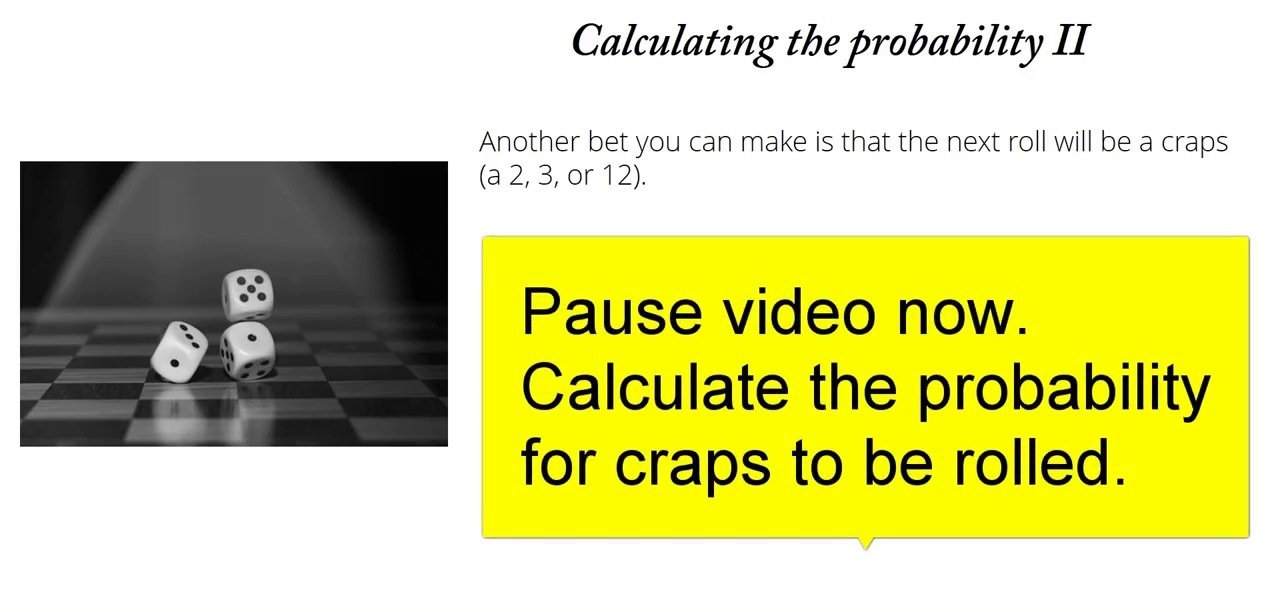 Calculating the probability II
Another bet you can make is that the next roll will be a craps
(a 2, 3, or 12).
Pause video now.
Calculate the probability
for craps to be rolled.